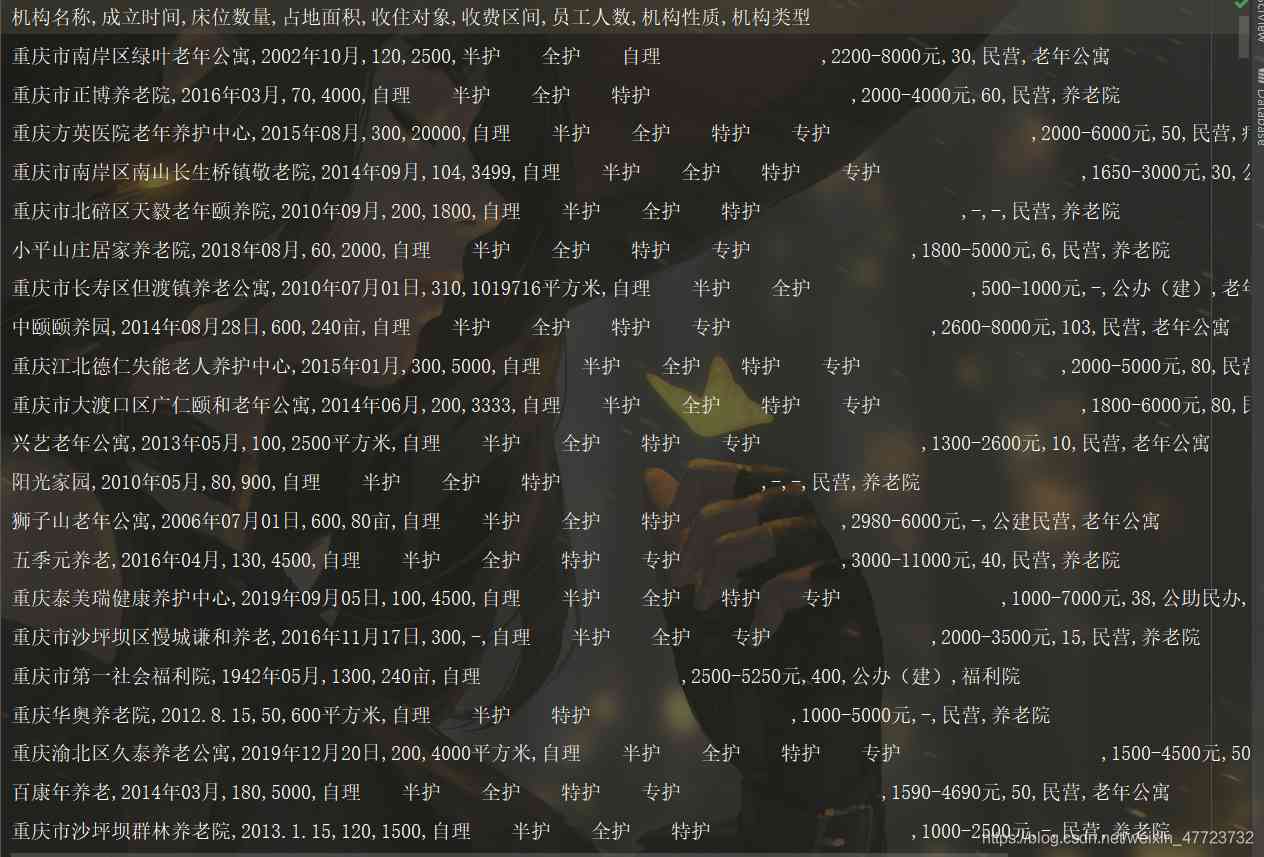 ,机构名称,成立时间,床位数量,占地面积,收住对象,收费区间,员工人数,机构性质,机构类型
重庆市南岸区绿叶老年公寓,2002年10月,120,2500,半护 全护 自理 ,2200-8000元,30,民营,老年公寓
重庆市正博养老院,2016年03月,70,4000,自理 半护 全护 特护 ,2000-4000元,60,民营,养老院
重庆方英医院老年养护中心,2015年08月,300,20000,自理 半护 全护 特护 专护 ,2000-6000元,50,民营,
重庆市南岸区南山长生桥镇敬老院,2014年09月,104,3499,自理 半护 全护 特护 专护 ,1650-3000元,30,
重庆市北碚区天毅老年颐养院,2010年09月,200,1800,自理 半护 全护 特护 ,-,-,民营,养老院
小平山庄居家养老院,2018年08月,60,2000,自理 半护 全护 特护 专护 ,1800-5000元,6,民营,养老院
重庆市长寿区但渡镇养老公寓,2010年07月01日,310,1019716平方米,自理 半护 全护 ,500-1000元,-,公办（建）,老年
中颐颐养园,2014年08月28日,600,240亩,自理 半护 全护 特护 专护 ,2600-8000元,103,民营,老年公寓
重庆江北德仁失能老人养护中心,2015年01月,300,5000,自理 半护 全护 特护 专护 ,2000-5000元,80,民营
重庆市大渡口区广仁颐和老年公寓,2014年06月,200,3333,自理 半护 全护 特护 专护 ,1800-6000元,80,
兴艺老年公寓,2013年05月,100,2500平方米,自理 半护 全护 特护 专护 ,1300-2600元,10,民营,老年公寓
阳光家园,2010年05月,80,900,自理 半护 全护 特护 ,-,-,民营,养老院
狮子山老年公寓,2006年07月01日,600,80亩,自理 半护 全护 特护 ,2980-6000元,-,公建民营,老年公寓
五季元养老,2016年04月,130,4500,自理 半护 全护 特护 专护 ,3000-11000元,40,民营,养老院
重庆泰美瑞健康养护中心,2019年09月05日,100,4500,自理 半护 全护 特护 专护 ,1000-7000元,38,公助民办,
重庆市沙坪坝区慢城谦和养老,2016年11月17日,300,-,自理 半护 全护 专护 ,2000-3500元,15,民营,养老院
重庆市第一社会福利院,1942年05月,1300,240亩,自理 ,2500-5250元,400,公办（建）,福利院
重庆华奥养老院,2012.8.15,50,600平方米,自理 半护 特护 ,1000-5000元,-,民营,养老院
重庆渝北区久泰养老公寓,2019年12月20日,200,4000平方米,自理 半护 全护 特护 专护 ,1500-4500元,50
百康年养老,2014年03月,180,5000,自理 半护 全护 特护 专护 ,1590-4690元,50,民营,老年公寓
重庆市沙坪坝群林养老院,2013.1.15,120,1500,自理 半护 全护 特护 ,1000-2500元,-,民营,养老院
https://blog.csdn.net/weixin_47723732